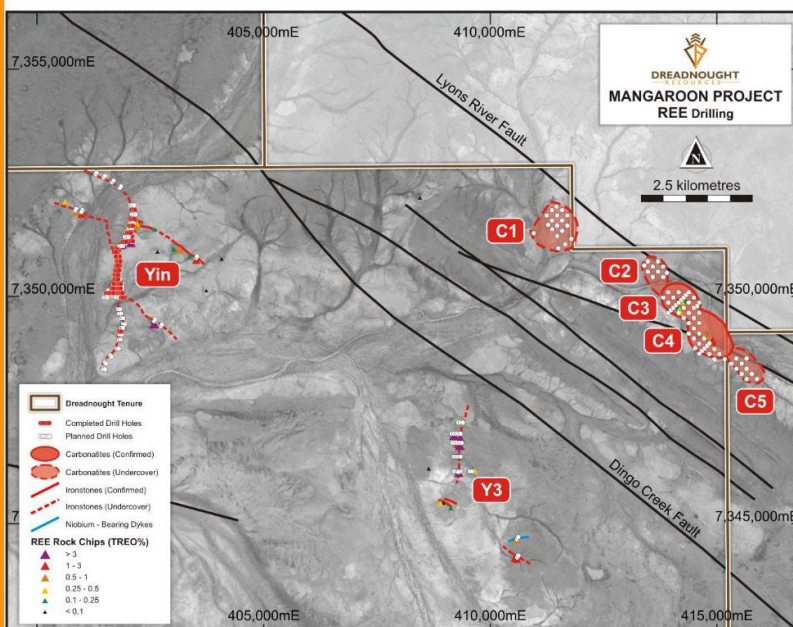 405,000mE
410,000mE
7,355,000mE
DREADNOUGHT
RESOURCES
MANGAROON PROJECT
REE Drilling
N
2.5 kilometres
Lyons River Fault
C1
C2
Yin
7,350,000mE
7,350,000mE
C3
C4
C5
Dreadnought Tenure
Completed Drill Holes
Planned Drill Holes
Carbonatites (Confirmed)
Carbonatites (Undercover)
Ironstones (Confirmed)
Ironstones (Undercover)
Niobium - Bearing Dykes
REE Rock Chips (TREO%)
> 3
1 - 3
0.5 - 1
0.25 - 0.5
0.1 - 0.25
< 0.1
Y3
Dingo Creek Fault
7,345,000mE
405,000mE
410,000mE
415,000mE